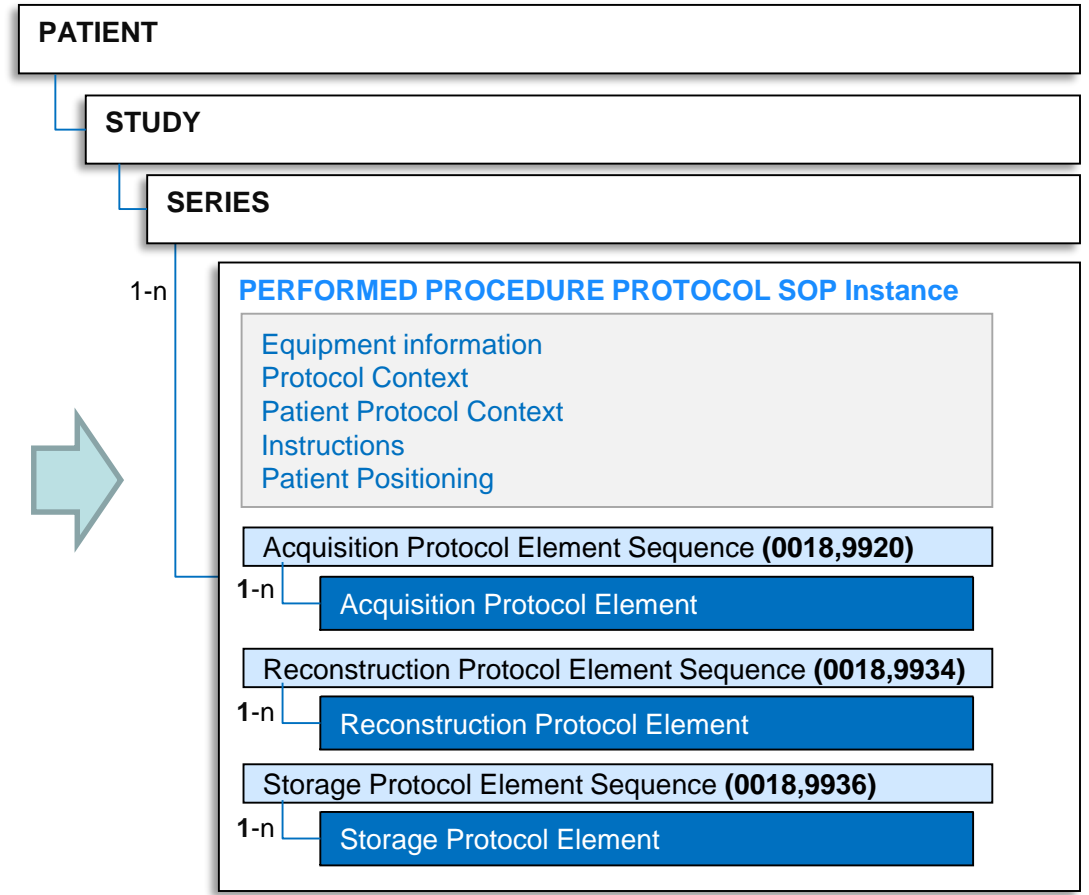 PATIENT
STUDY
SERIES
1-n
PERFORMED PROCEDURE PROTOCOL SOP Instance
Equipment information
Protocol Context
Patient Protocol Context
Instructions
Patient Positioning
Acquisition Protocol Element Sequence (0018,9920)
1-n
Acquisition Protocol Element
Reconstruction Protocol Element Sequence (0018,9934)
1-n
Reconstruction Protocol Element
Storage Protocol Element Sequence (0018,9936)
1-n
Storage Protocol Element